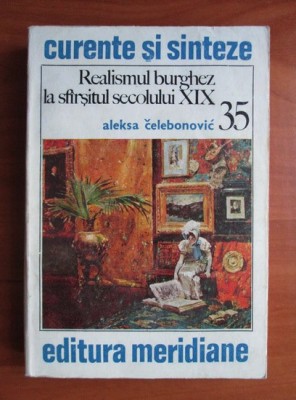 curente și sinteze
Realismul burghez
la sfîrșitul secolului XIX
aleksa čelebonović 35
editura meridiane